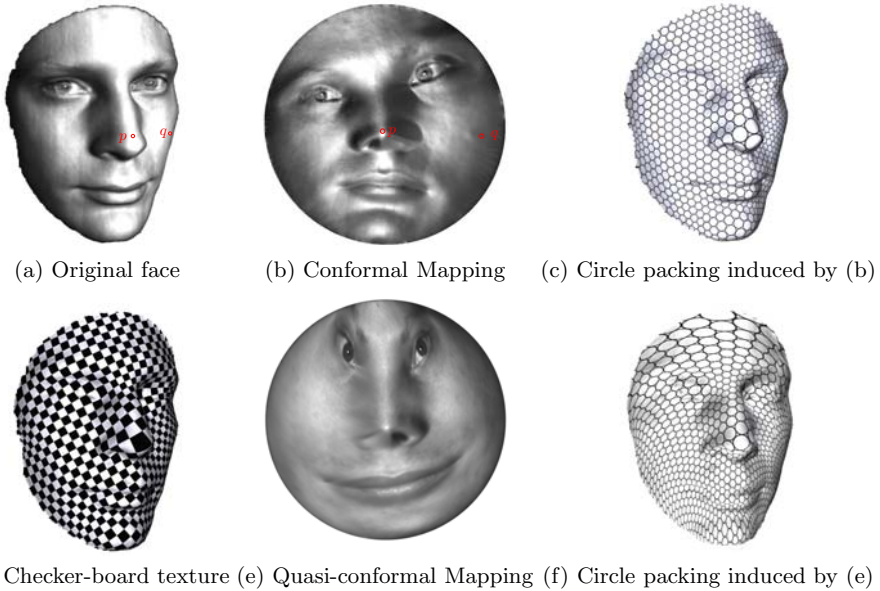 p
q
p
(a) Original face
(b) Conformal Mapping
(c) Circle packing induced by (b)
Checker-board texture
(e) Quasi-conformal Mapping
(f) Circle packing induced by (e)